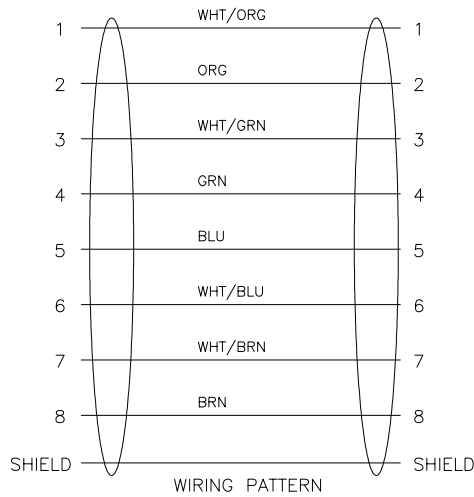 WHT/ORG
1 1
ORG
2 2
WHT/GRN
3 3
GRN
4 4
BLU
5 5
WHT/BLU
6 6
WHT/BRN
7 7
BRN
8 8
SHIELD SHIELD
WIRING PATTERN